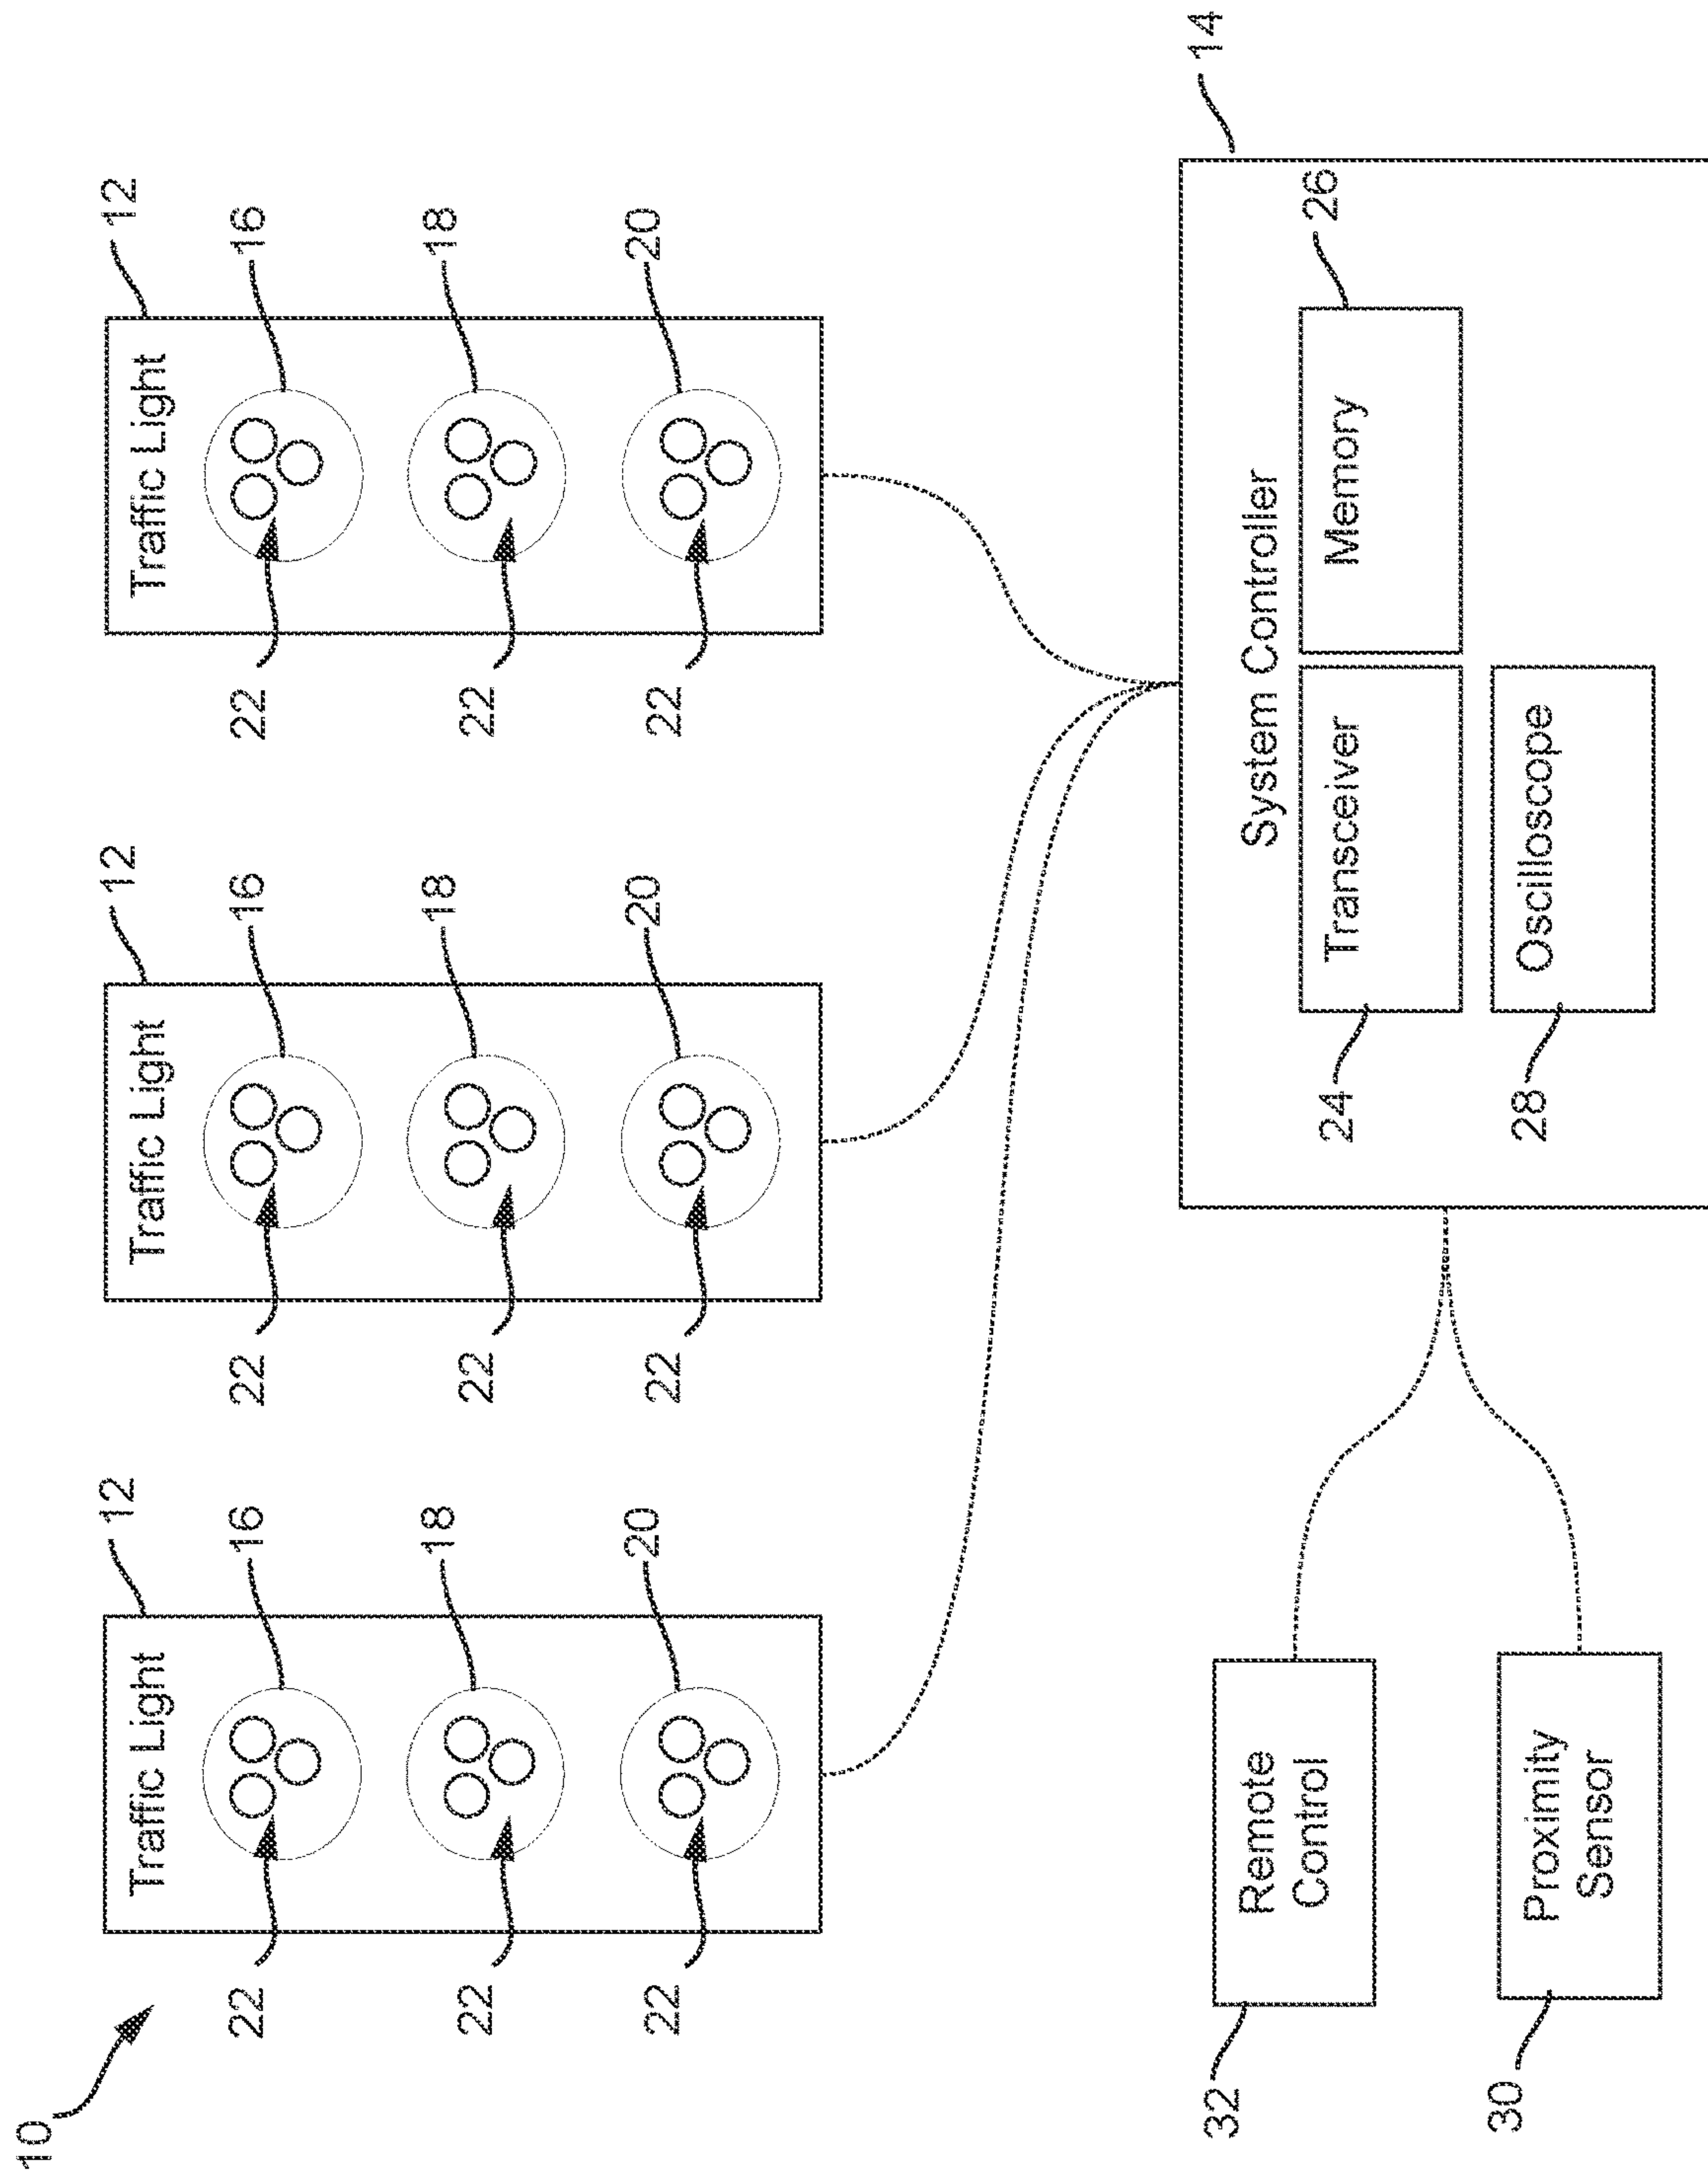 10
12
12
12
Traffic Light
Traffic Light
Traffic Light
22
16
22
16
22
16
22
18
22
18
22
18
22
20
22
20
22
20
14
System Controller
32
Remote
Control
24
Transceiver
Memory
26
30
Proximity
Sensor
28
Oscilloscope